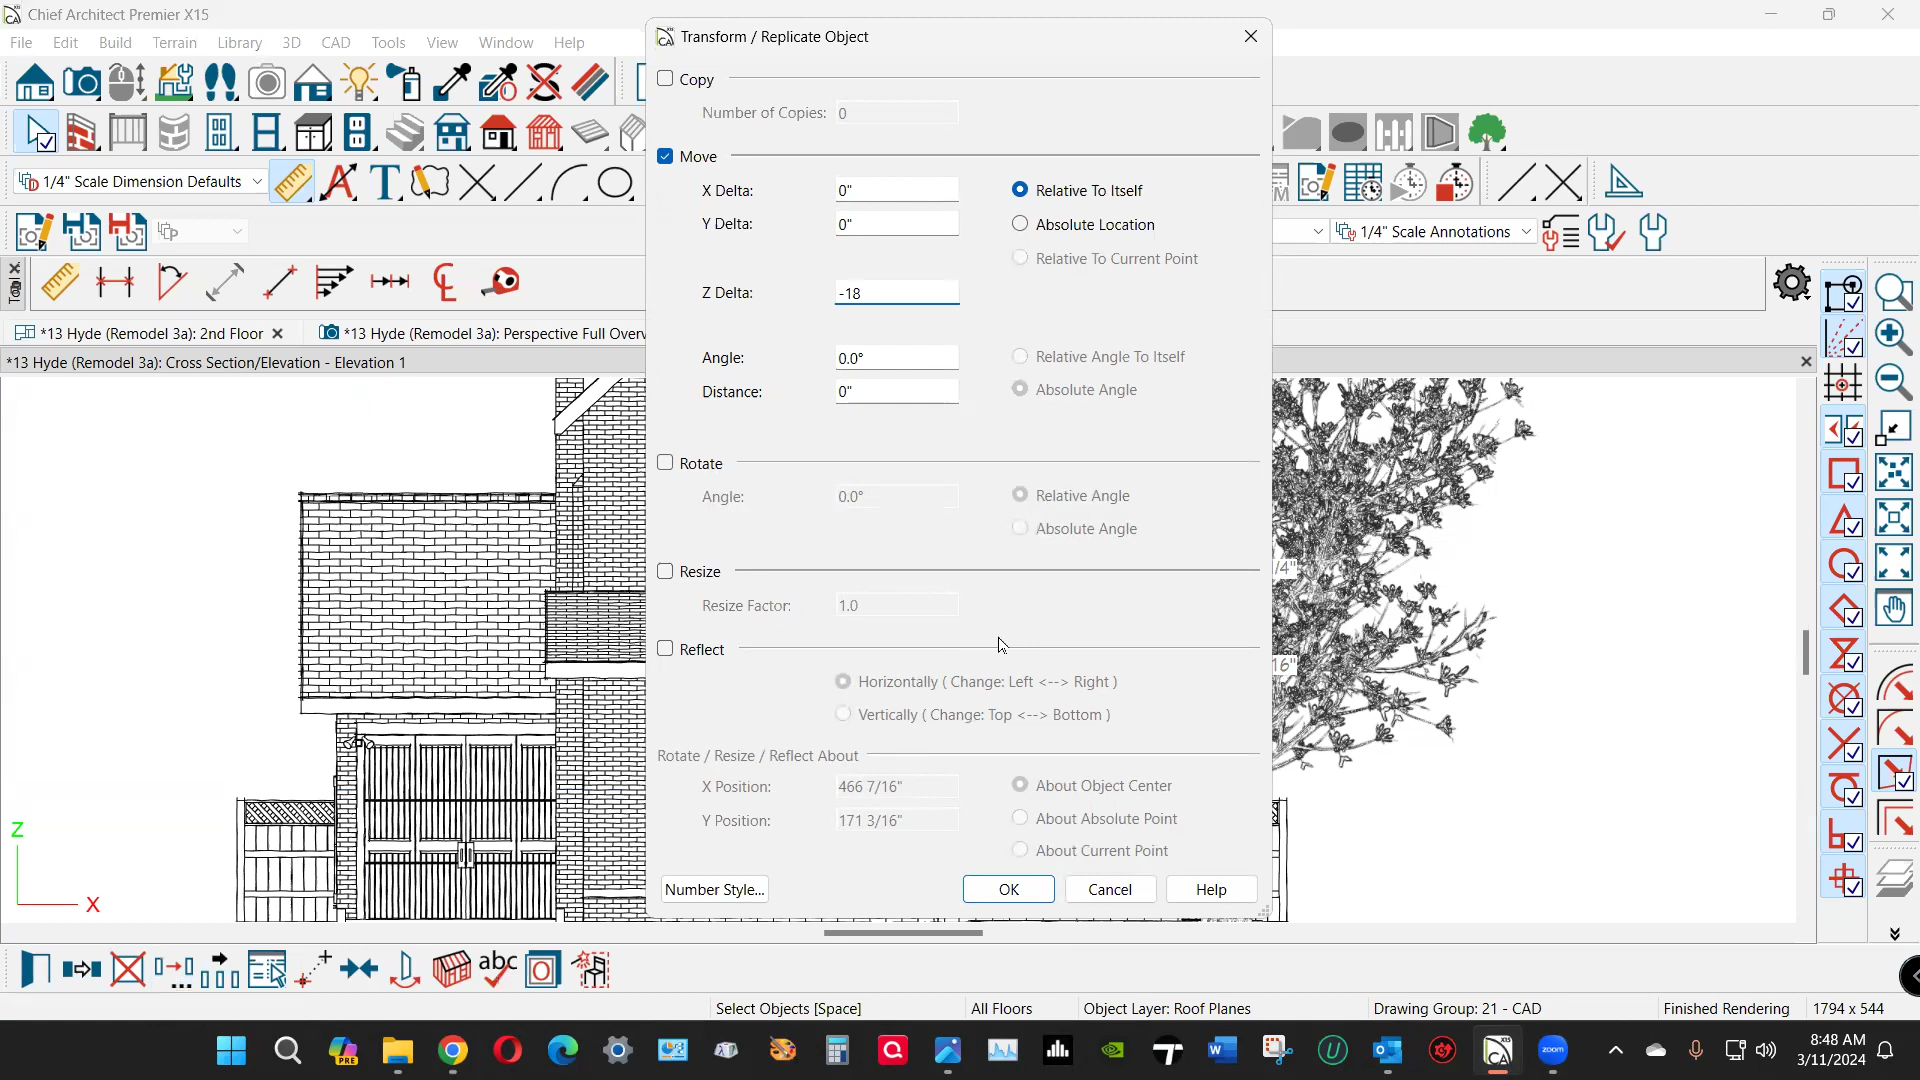 Chief Architect Premier X15
File Edit Build Terrain Library 3D CAD Tools View Window Help
1/4" Scale Dimension Defaults
1/4" Scale Annotations
*13 Hyde (Remodel 3a): 2nd Floor
*13 Hyde (Remodel 3a): Perspective Full Overv
*13 Hyde (Remodel 3a): Cross Section/Elevation - Elevation 1
Transform / Replicate Object
Copy
Number of Copies: 0
Move
X Delta: 0" Relative To Itself
Y Delta: 0" Absolute Location
Relative To Current Point
Z Delta: -18
Angle: 0.0° Relative Angle To Itself
Distance: 0" Absolute Angle
Rotate
Angle: 0.0° Relative Angle
Absolute Angle
Resize
Resize Factor: 1.0
Reflect
Horizontally ( Change: Left <--> Right )
Vertically ( Change: Top <--> Bottom )
Rotate / Resize / Reflect About
X Position: 466 7/16" About Object Center
Y Position: 171 3/16" About Absolute Point
About Current Point
Number Style... OK Cancel Help
/4"
16"
Z
X
abc
Select Objects [Space] All Floors Object Layer: Roof Planes Drawing Group: 21 - CAD Finished Rendering 1794 x 544
8:48 AM
3/11/2024